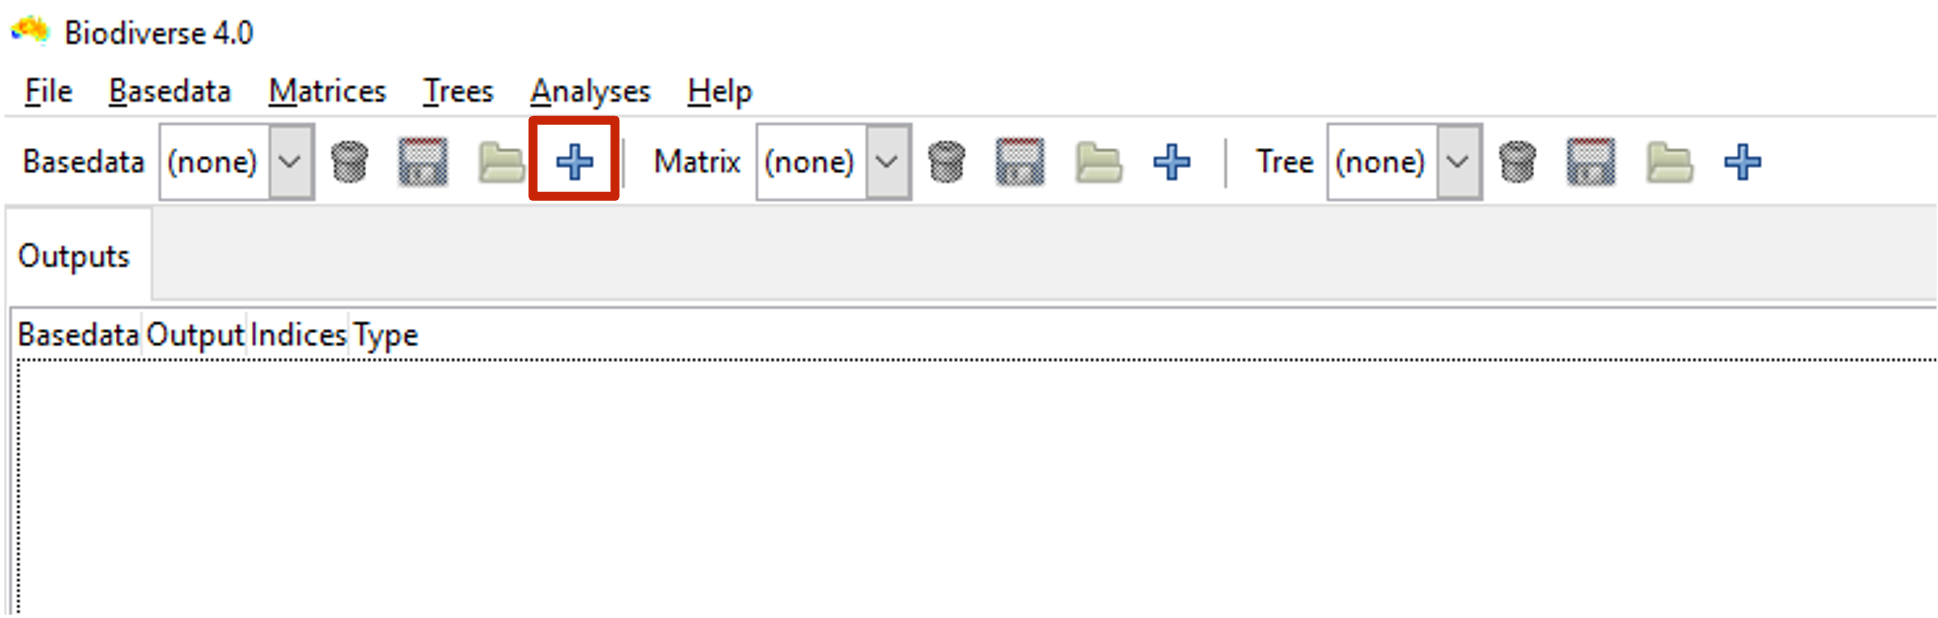 Biodiverse 4.0
File Basedata Matrices Trees Analyses Help
Basedata (none) Matrix (none) Tree (none)
Outputs
Basedata Output Indices Type